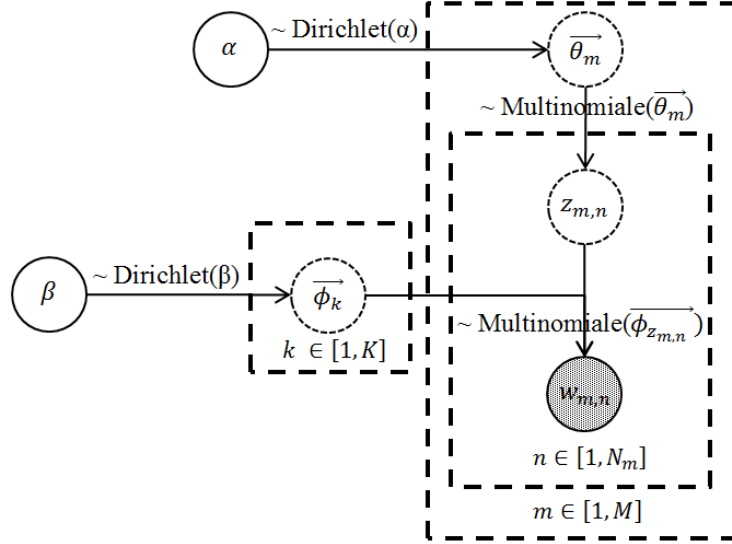 α
~ Dirichlet(α)
θ⃗_m
~ Multinomiale(θ⃗_m)
z_{m,n}
β
~ Dirichlet(β)
ϕ⃗_k
k ∈ [1, K]
~ Multinomiale(ϕ⃗_{z_{m,n}})
w_{m,n}
n ∈ [1, N_m]
m ∈ [1, M]